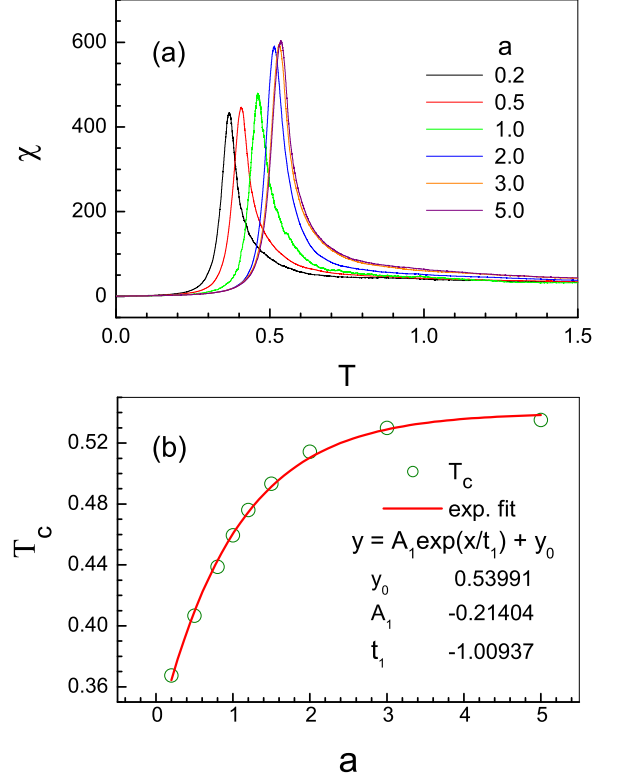 600
(a)
a
0.2
0.5
400
1.0
χ
2.0
200
3.0
5.0
0
0.0 0.5 1.0 1.5
T
(b)
0.52
T_c
exp. fit
0.48
y = A_1exp(x/t_1) + y_0
T_c
0.44
y_0 0.53991
A_1 -0.21404
0.40
t_1 -1.00937
0.36
0 1 2 3 4 5
a